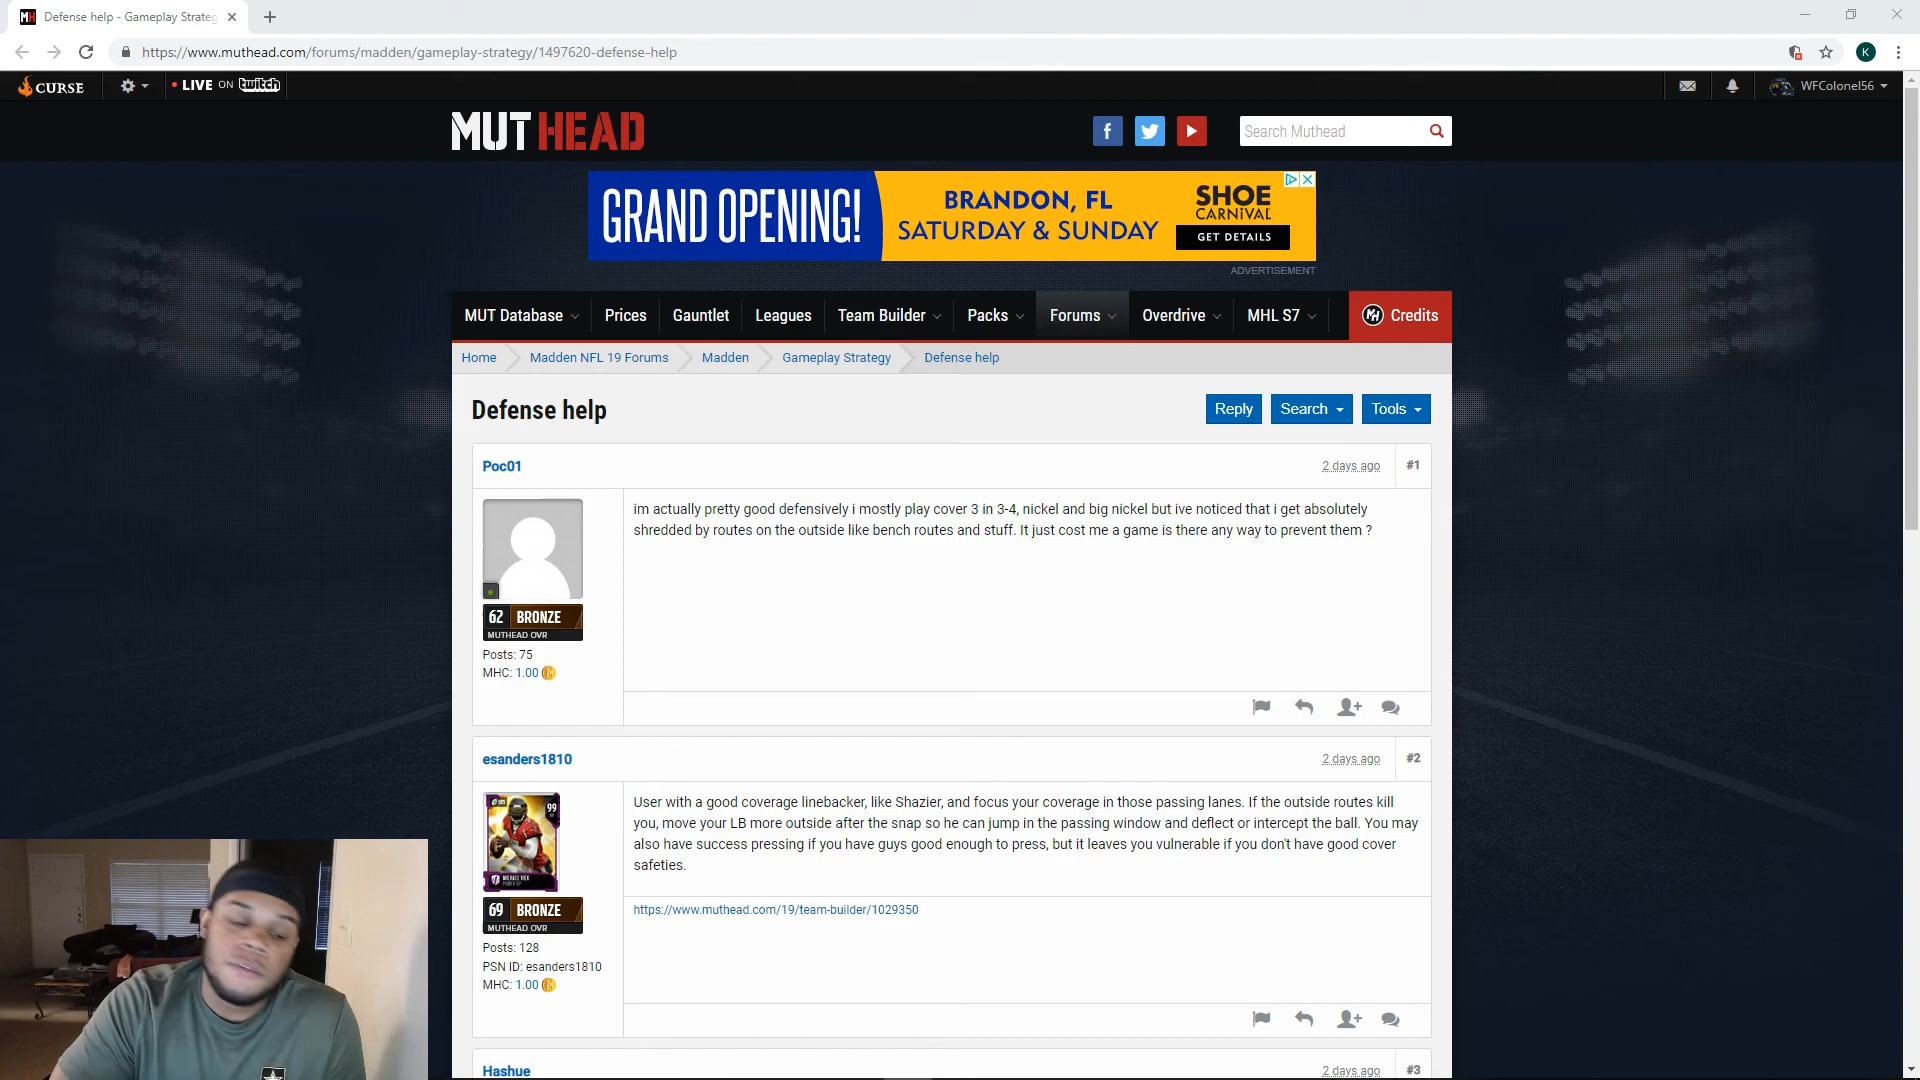 Defense help - Gameplay Strateg
https://www.muthead.com/forums/madden/gameplay-strategy/1497620-defense-help
K
CURSE
LIVE ON twitch
WFColonel56
MUTHEAD
Search Muthead
GRAND OPENING!
BRANDON, FL
SATURDAY & SUNDAY
SHOE
CARNIVAL
GET DETAILS
ADVERTISEMENT
MUT Database Prices Gauntlet Leagues Team Builder Packs Forums Overdrive MHL S7 Credits
Home Madden NFL 19 Forums Madden Gameplay Strategy Defense help
Defense help
Reply Search Tools
Poc01 2 days ago #1
im actually pretty good defensively i mostly play cover 3 in 3-4, nickel and big nickel but ive noticed that i get absolutely
shredded by routes on the outside like bench routes and stuff. It just cost me a game is there any way to prevent them ?
62 BRONZE
MUTHEAD OVR
Posts: 75
MHC: 1.00
esanders1810 2 days ago #2
User with a good coverage linebacker, like Shazier, and focus your coverage in those passing lanes. If the outside routes kill
you, move your LB more outside after the snap so he can jump in the passing window and deflect or intercept the ball. You may
also have success pressing if you have guys good enough to press, but it leaves you vulnerable if you don't have good cover
safeties.
99
MICHAEL VICK
POWER UP
https://www.muthead.com/19/team-builder/1029350
69 BRONZE
MUTHEAD OVR
Posts: 128
PSN ID: esanders1810
MHC: 1.00
Hashue 2 days ago #3